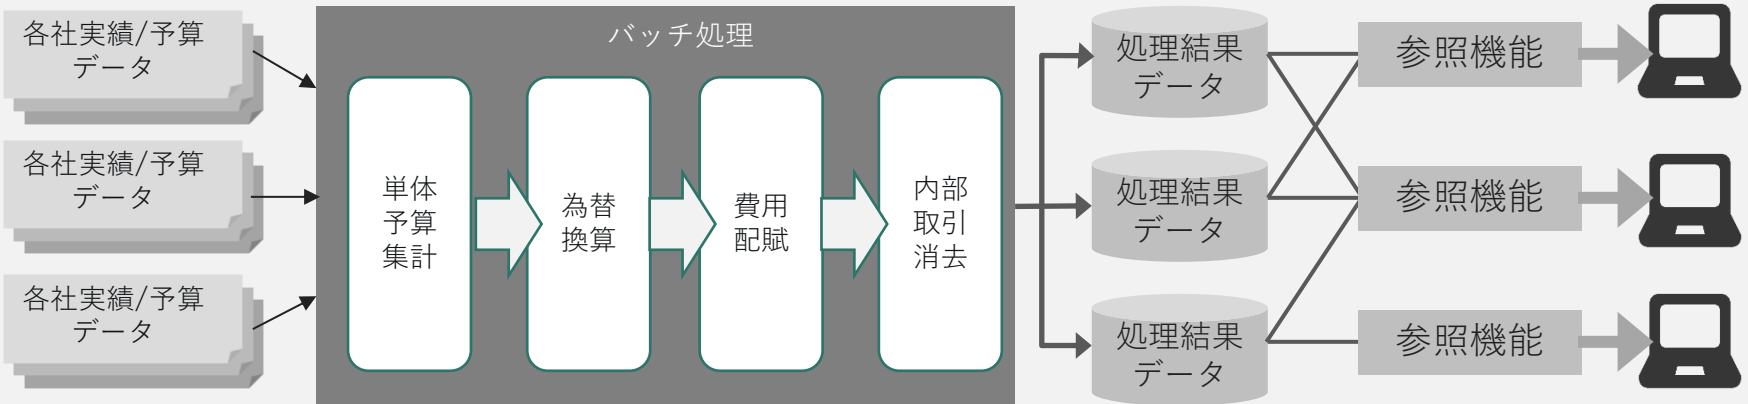 各社実績/予算
データ
各社実績/予算
データ
各社実績/予算
データ
バッチ処理
単体
予算
集計
為替
換算
費用
配賦
内部
取引
消去
処理結果
データ
処理結果
データ
処理結果
データ
参照機能
参照機能
参照機能